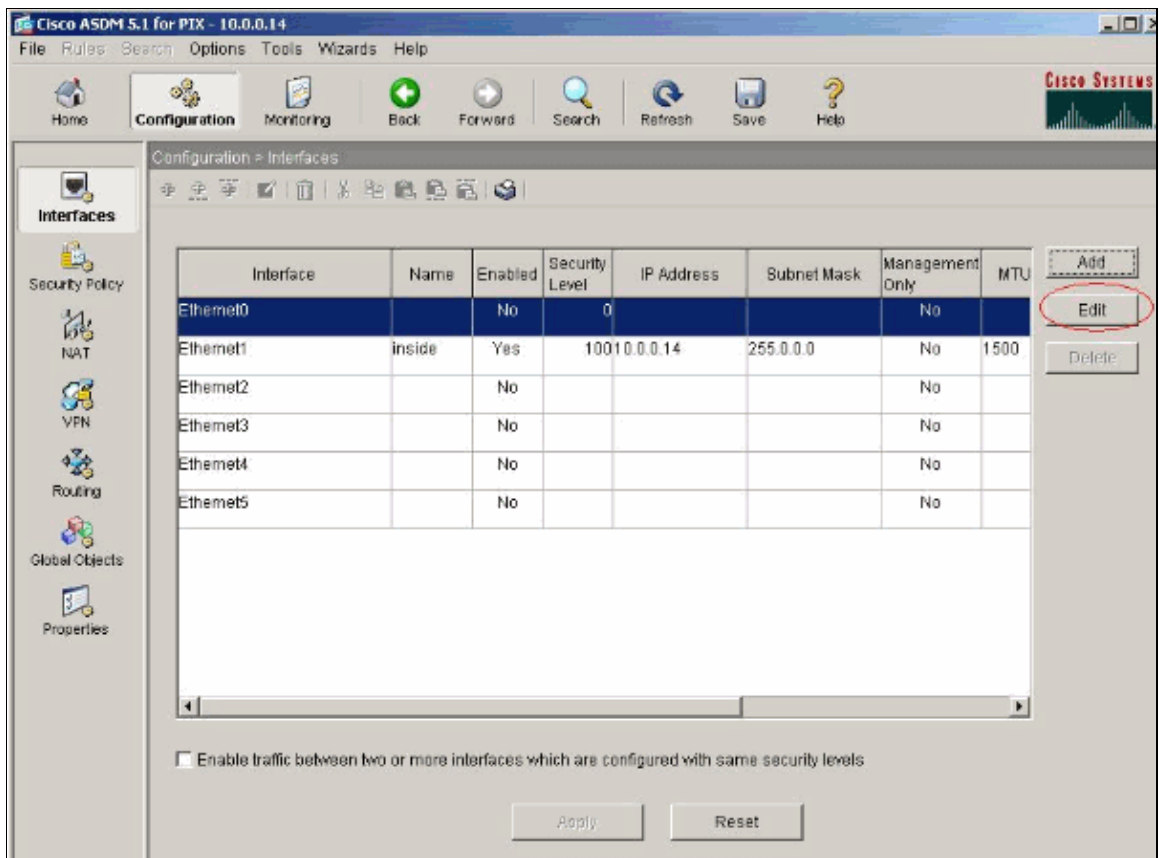 Cisco ASDM 5.1 for PIX - 10.0.0.14
File Rules Search Options Tools Wizards Help
Home Configuration Monitoring Back Forward Search Refresh Save Help
CISCO SYSTEMS
Configuration > Interfaces
Interfaces
Security Policy
NAT
VPN
Routing
Global Objects
Properties
Interface Name Enabled Security Level IP Address Subnet Mask Management Only MTU
Ethernet0 No 0 No
Ethernet1 inside Yes 100 10.0.0.14 255.0.0.0 No 1500
Ethernet2 No No
Ethernet3 No No
Ethernet4 No No
Ethernet5 No No
Add
Edit
Delete
Enable traffic between two or more interfaces which are configured with same security levels
Apply Reset